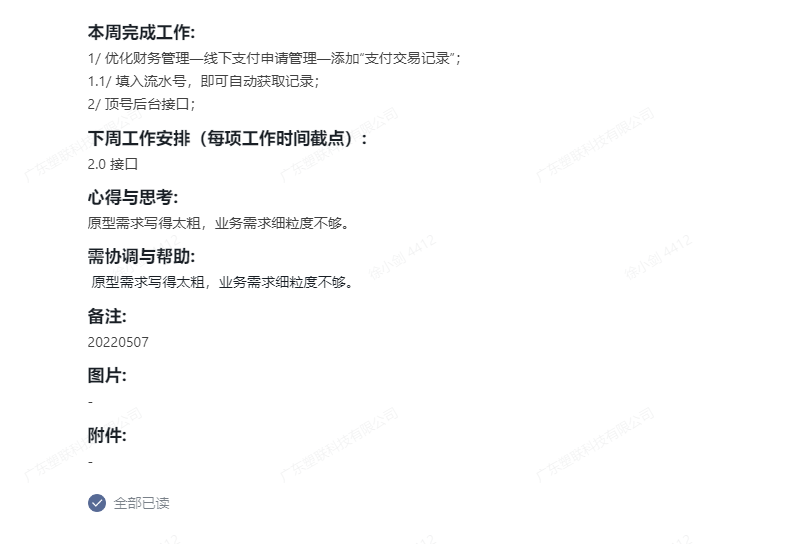 本周完成工作:
1/ 优化财务管理—线下支付申请管理—添加“支付交易记录”；
1.1/ 填入流水号，即可自动获取记录；
2/ 顶号后台接口；
下周工作安排（每项工作时间截点）:
2.0 接口
心得与思考:
原型需求写得太粗，业务需求细粒度不够。
需协调与帮助:
原型需求写得太粗，业务需求细粒度不够。
备注:
20220507
图片:
-
附件:
-
全部已读